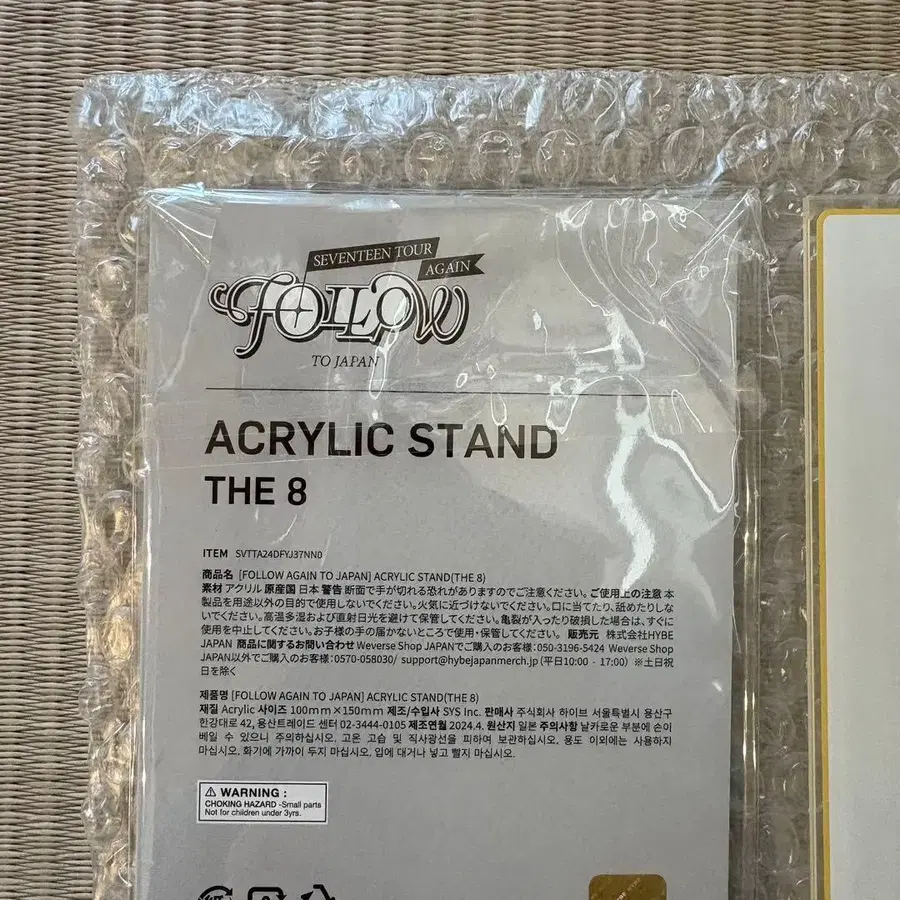 SEVENTEEN TOUR
AGAIN
FOLLOW
TO JAPAN
ACRYLIC STAND
THE 8
ITEM SVTTA24DFYJ37NN0
商品名 [FOLLOW AGAIN TO JAPAN] ACRYLIC STAND(THE 8)
素材 アクリル 原産国 日本 警告 断面で手が切れる恐れがありますのでご注意ください。ご使用上の注意 本
製品を用途以外の目的で使用しないでください。火気に近づけないでください。口に当てたり、舐めたりしな
いでください。高温多湿および直射日光を避けて保管してください。亀裂が入ったり破損した場合は、すぐに
使用を中止してください。お子様の手の届かないところで使用・保管してください。 販売元 株式会社HYBE
JAPAN 商品に関するお問い合わせ Weverse Shop JAPANでご購入のお客様:050-3196-5424 Weverse Shop
JAPAN以外でご購入のお客様:0570-058030/ support@hybejapanmerch.jp(平日10:00 - 17:00) ※土日祝
日を除く
제품명 [FOLLOW AGAIN TO JAPAN] ACRYLIC STAND(THE 8)
재질 Acrylic 사이즈 100mm×150mm 제조/수입사 SYS Inc. 판매사 주식회사 하이브 서울특별시 용산구
한강대로 42, 용산트레이드 센터 02-3444-0105 제조연월 2024.4. 원산지 일본 주의사항 날카로운 부분에 손이
베일 수 있으니 주의하십시오. 고온 고습 및 직사광선을 피하여 보관하십시오. 용도 이외에는 사용하지
마십시오. 화기에 가까이 두지 마십시오. 입에 대거나 넣고 빨지 마십시오.
⚠ WARNING :
CHOKING HAZARD -Small parts
Not for children under 3yrs.